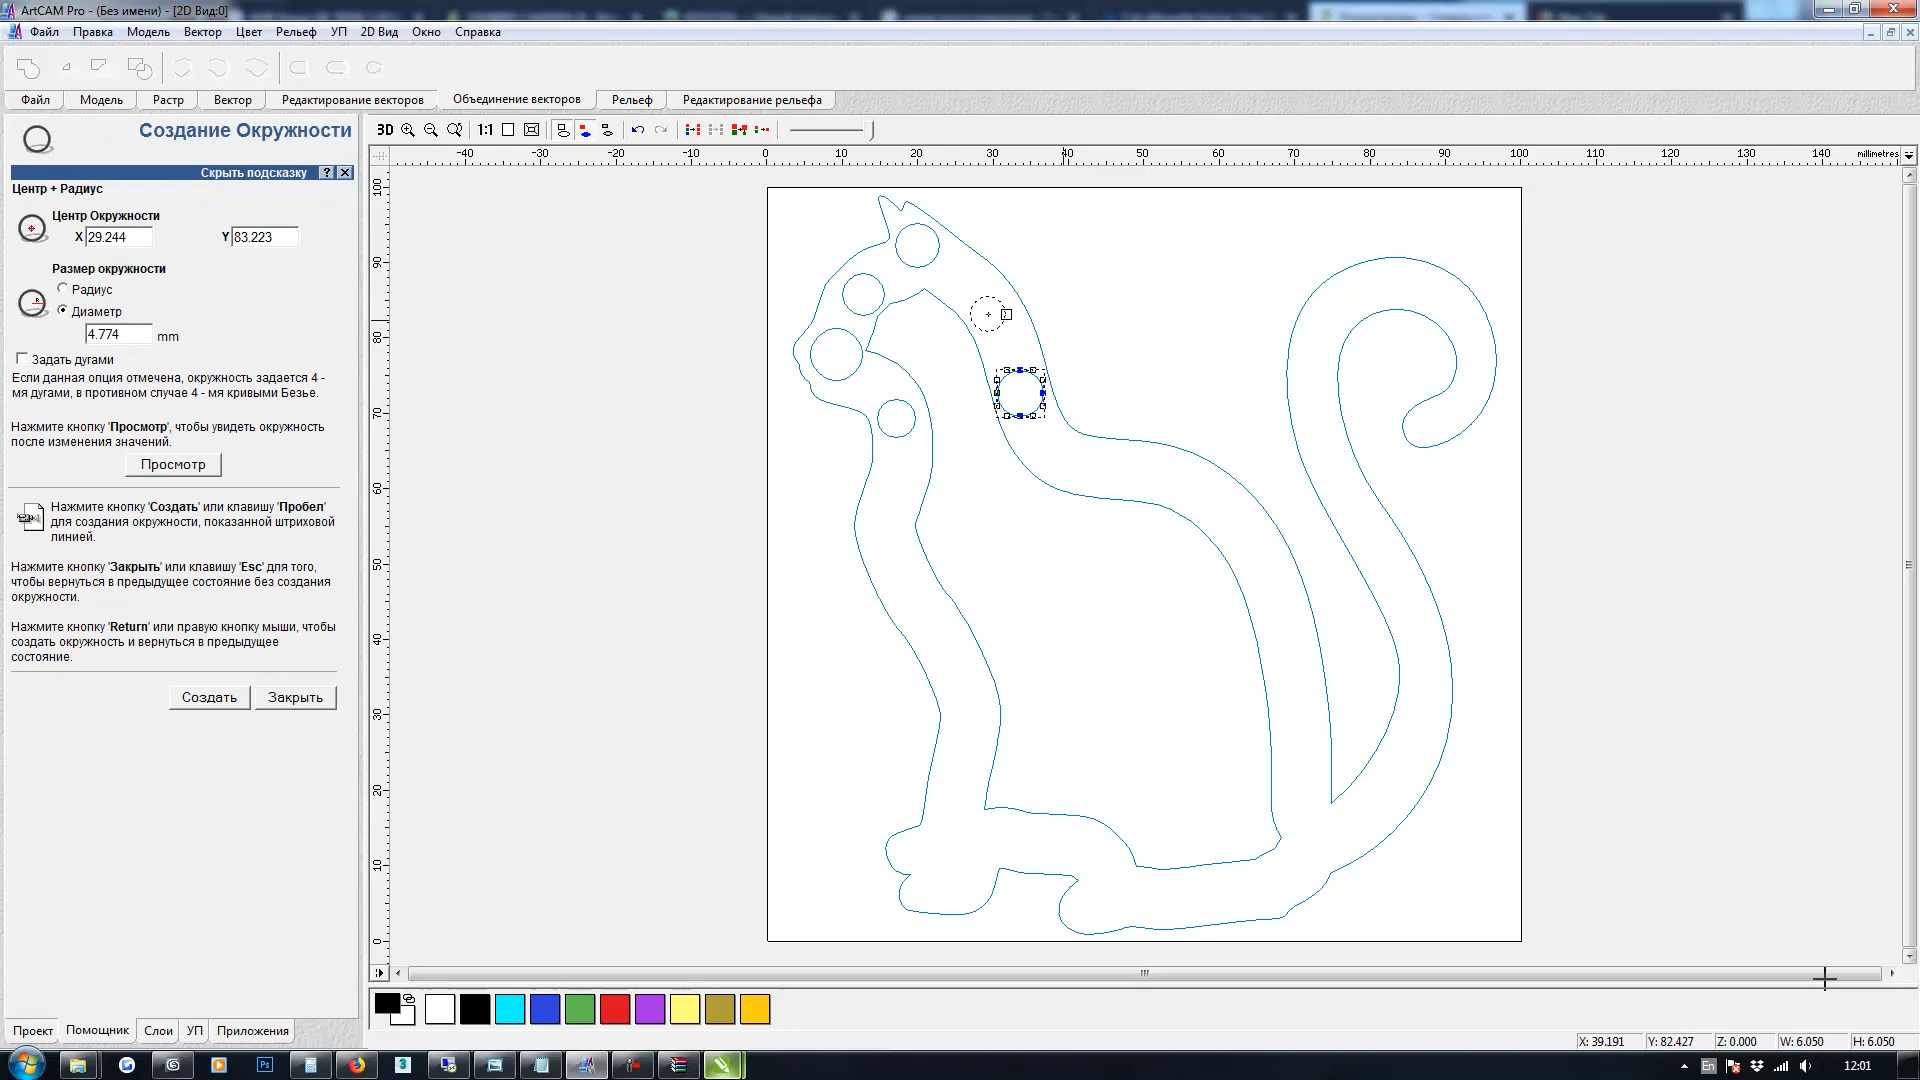 ArtCAM Pro - (Без имени) - [2D Вид:0]
Файл Правка Модель Вектор Цвет Рельеф УП 2D Вид Окно Справка
Файл Модель Растр Вектор Редактирование векторов Объединение векторов Рельеф Редактирование рельефа
Создание Окружности
Скрыть подсказку ?
Центр + Радиус
Центр Окружности
X 29.244 Y 83.223
Размер окружности
Радиус
Диаметр
4.774 mm
Задать дугами
Если данная опция отмечена, окружность задается 4 -
мя дугами, в противном случае 4 - мя кривыми Безье.
Нажмите кнопку 'Просмотр', чтобы увидеть окружность
после изменения значений.
Просмотр
Нажмите кнопку 'Создать' или клавишу 'Пробел'
для создания окружности, показанной штриховой
линией.
Нажмите кнопку 'Закрыть' или клавишу 'Esc' для того,
чтобы вернуться в предыдущее состояние без создания
окружности.
Нажмите кнопку 'Return' или правую кнопку мыши, чтобы
создать окружность и вернуться в предыдущее
состояние.
Создать Закрыть
3D 1:1
-40 -30 -20 -10 0 10 20 30 40 50 60 70 80 90 100 110 120 130 140 millimetres
100
90
80
70
60
50
40
30
20
10
0
Проект Помощник Слои УП Приложения
X: 39.191 Y: 82.427 Z: 0.000 W: 6.050 H: 6.050
Ps 3 En 12:01